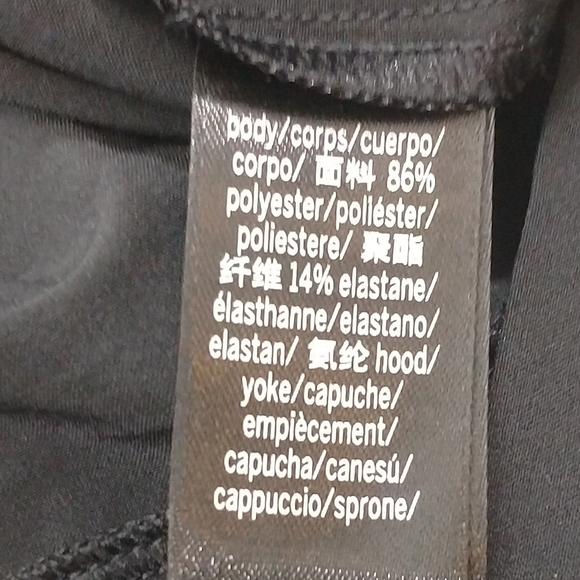 body/corps/cuerpo/
corpo/ 面料 86%
polyester/poliéster/
poliestere/ 聚酯
纤维 14% elastane/
élasthanne/elastano/
elastan/ 氨纶 hood/
yoke/capuche/
empiècement/
capucha/canesú/
cappuccio/sprone/